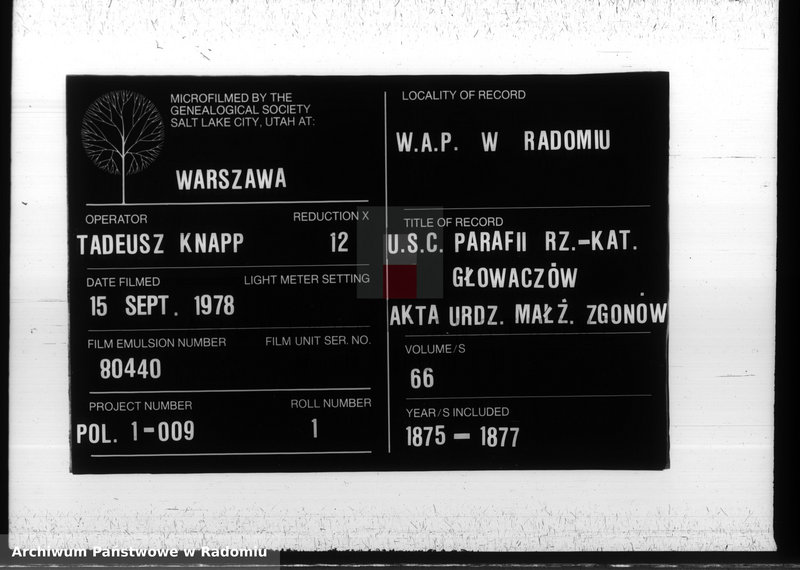 MICROFILMED BY THE
GENEALOGICAL SOCIETY
SALT LAKE CITY, UTAH AT:
WARSZAWA
OPERATOR
REDUCTION X
TADEUSZ KNAPP
12
DATE FILMED
LIGHT METER SETTING
15 SEPT. 1978
FILM EMULSION NUMBER
FILM UNIT SER. NO.
80440
PROJECT NUMBER
ROLL NUMBER
POL. 1-009
1
LOCALITY OF RECORD
W.A.P. W RADOMIU
TITLE OF RECORD
U.S.C. PARAFII RZ.-KAT.
GŁOWACZÓW
AKTA URDZ. MAŁŻ. ZGONÓW
VOLUME/S
66
YEAR/S INCLUDED
1875 - 1877
Archiwum Państwowe w Radomiu